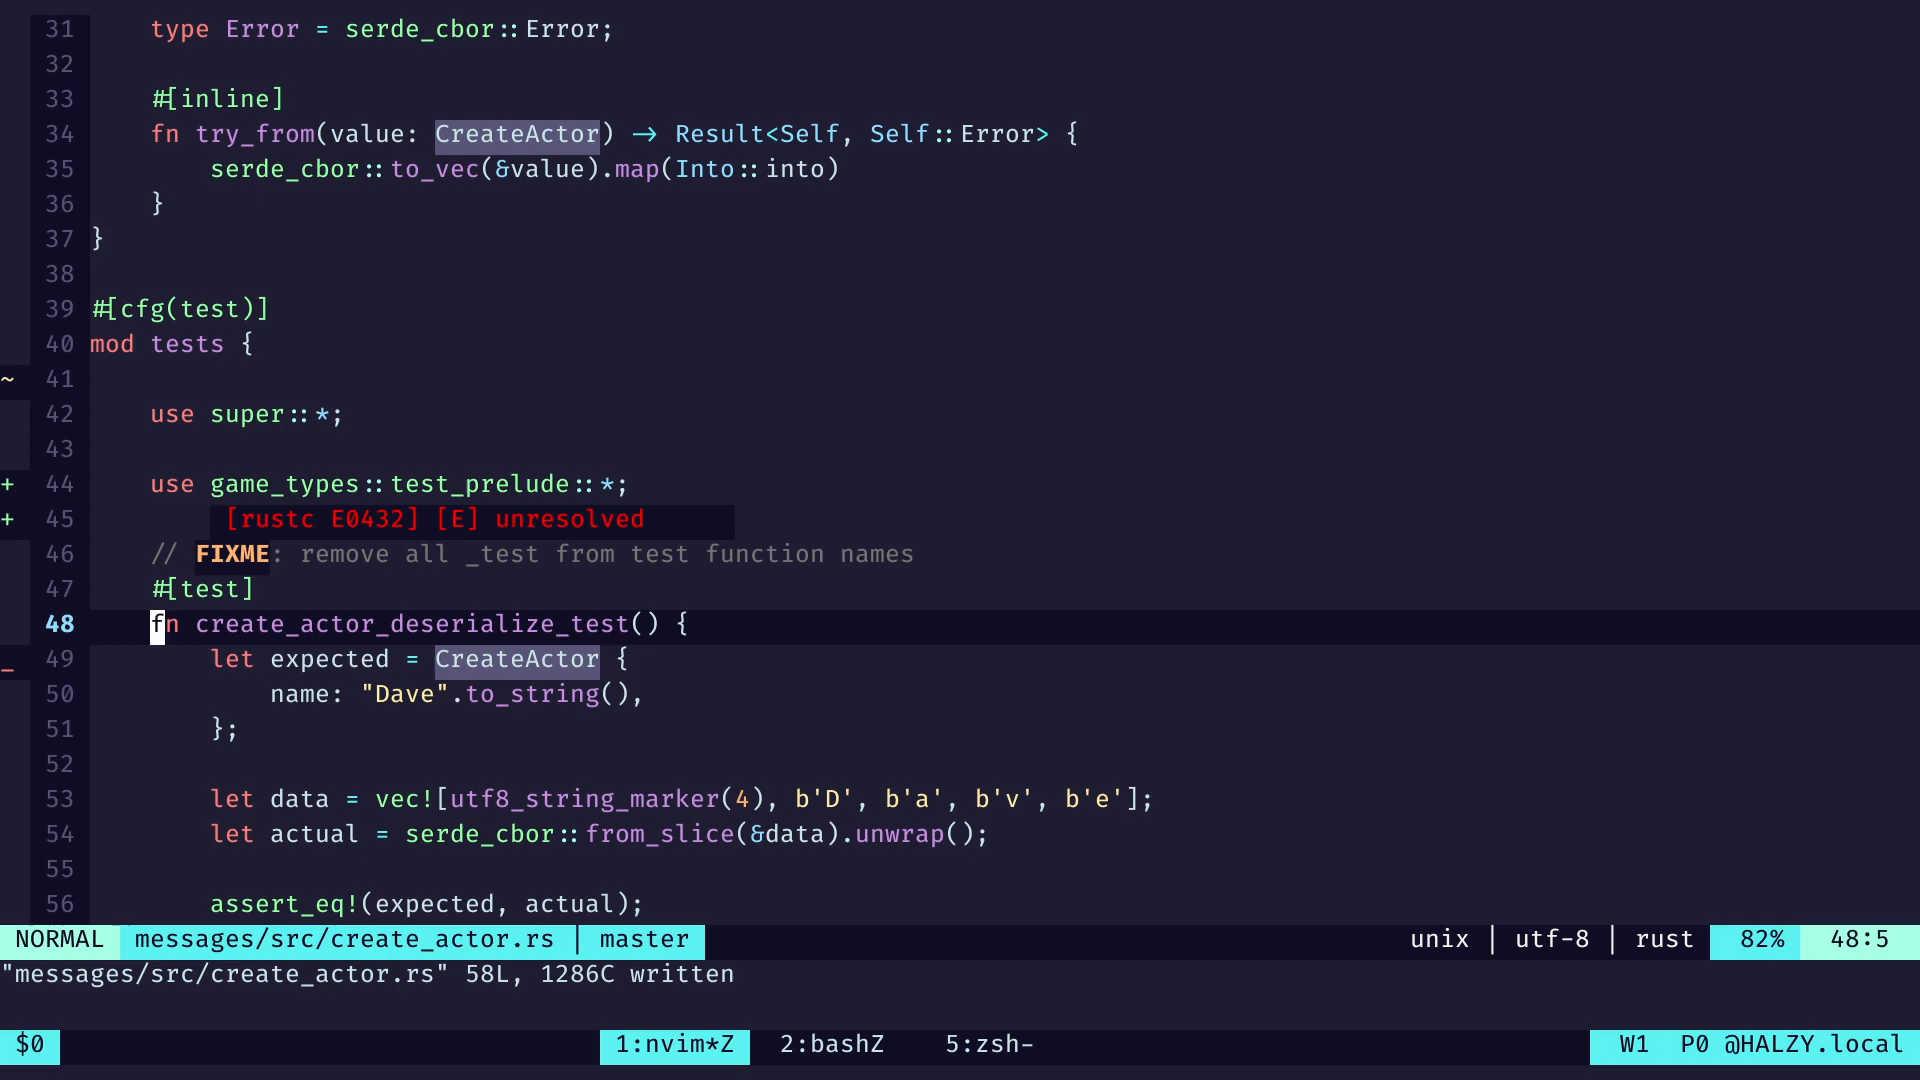 31     type Error = serde_cbor::Error;
32
33     #[inline]
34     fn try_from(value: CreateActor) -> Result<Self, Self::Error> {
35         serde_cbor::to_vec(&value).map(Into::into)
36     }
37 }
38
39 #[cfg(test)]
40 mod tests {
~ 41
42     use super::*;
43
+ 44     use game_types::test_prelude::*;
+ 45         [rustc E0432] [E] unresolved
46     // FIXME: remove all _test from test function names
47     #[test]
48     fn create_actor_deserialize_test() {
_ 49         let expected = CreateActor {
50             name: "Dave".to_string(),
51         };
52
53         let data = vec![utf8_string_marker(4), b'D', b'a', b'v', b'e'];
54         let actual = serde_cbor::from_slice(&data).unwrap();
55
56         assert_eq!(expected, actual);
NORMAL messages/src/create_actor.rs | master unix | utf-8 | rust 82% 48:5
"messages/src/create_actor.rs" 58L, 1286C written
$0 1:nvim*Z 2:bashZ 5:zsh- W1 P0 @HALZY.local